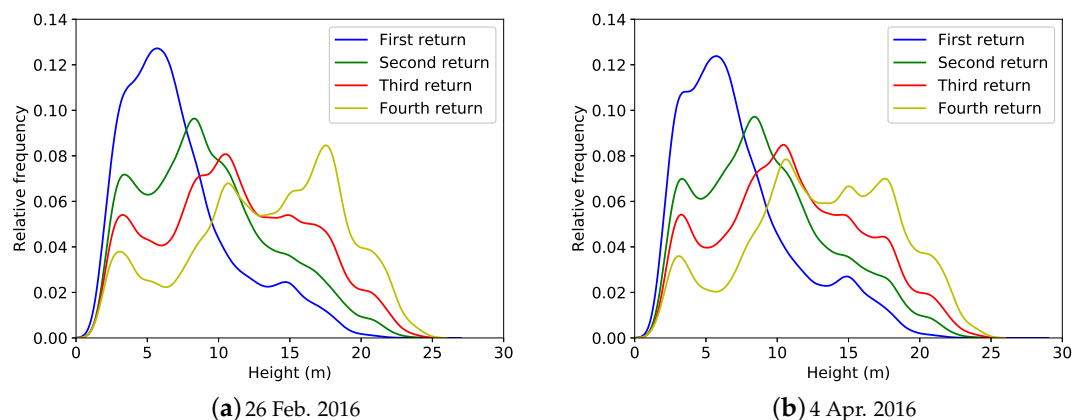 0.14
0.12
0.10
0.08
0.06
0.04
0.02
0.00
Relative frequency
First return
Second return
Third return
Fourth return
0 5 10 15 20 25 30
Height (m)
(a) 26 Feb. 2016
0.14
0.12
0.10
0.08
0.06
0.04
0.02
0.00
Relative frequency
First return
Second return
Third return
Fourth return
0 5 10 15 20 25 30
Height (m)
(b) 4 Apr. 2016